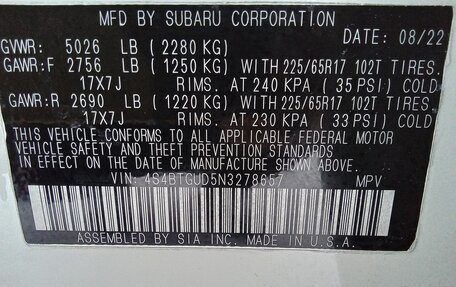 MFD BY SUBARU CORPORATION
DATE: 08/22
GVWR: 5026 LB (2280 KG)
GAWR:F 2756 LB (1250 KG) WITH 225/65R17 102T TIRES.
17X7J RIMS. AT 240 KPA (35 PSI) COLD
GAWR:R 2690 LB (1220 KG) WITH 225/65R17 102T TIRES.
17X7J RIMS. AT 230 KPA (33 PSI) COLD
THIS VEHICLE CONFORMS TO ALL APPLICABLE FEDERAL MOTOR
VEHICLE SAFETY AND THEFT PREVENTION STANDARDS
IN EFFECT ON THE DATE OF MANUFACTURE SHOWN ABOVE.
VIN: 4S4BTGUD5N3278657 MPV
ASSEMBLED BY SIA INC. MADE IN U.S.A.